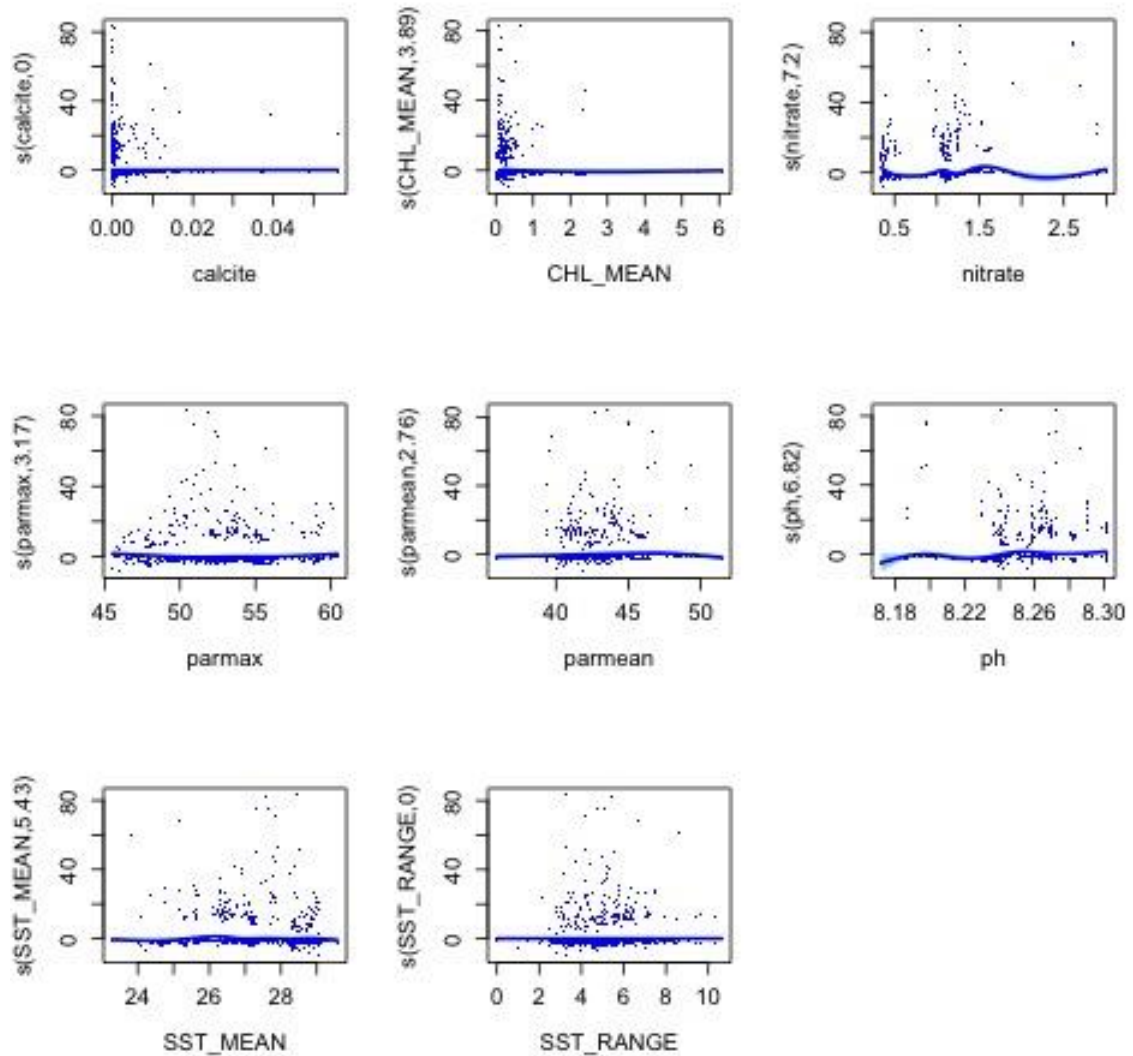 s(calcite,0)
80
40
0
0.00 0.02 0.04
calcite
s(CHL_MEAN,3.89)
80
40
0
0 1 2 3 4 5 6
CHL_MEAN
s(nitrate,7.2)
80
40
0
0.5 1.5 2.5
nitrate
s(parmax,3.17)
80
40
0
45 50 55 60
parmax
s(parmean,2.76)
80
40
0
40 45 50
parmean
s(ph,6.82)
80
40
0
8.18 8.22 8.26 8.30
ph
s(SST_MEAN,5.43)
80
40
0
24 26 28
SST_MEAN
s(SST_RANGE,0)
80
40
0
0 2 4 6 8 10
SST_RANGE